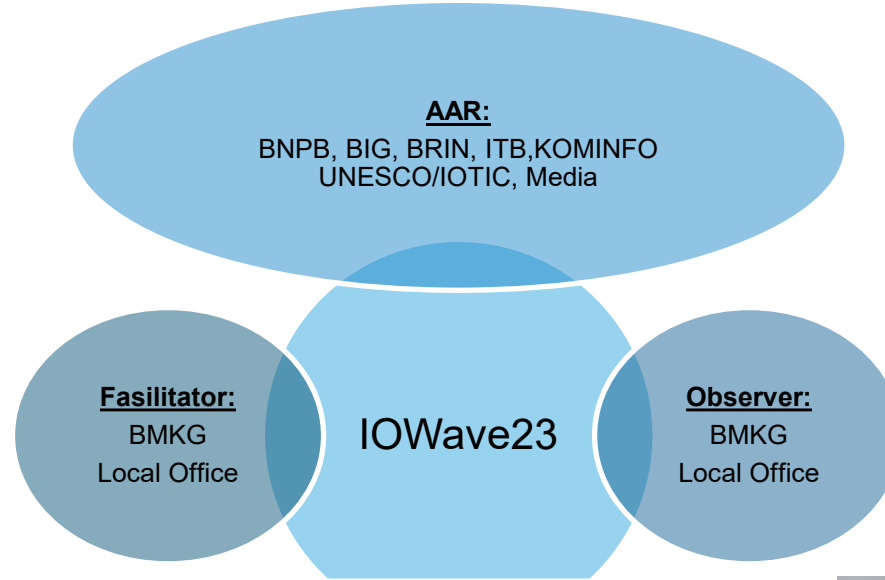 AAR:
BNPB, BIG, BRIN, ITB,KOMINFO
UNESCO/IOTIC, Media
Fasilitator:
BMKG
Local Office
IOWave23
Observer:
BMKG
Local Office